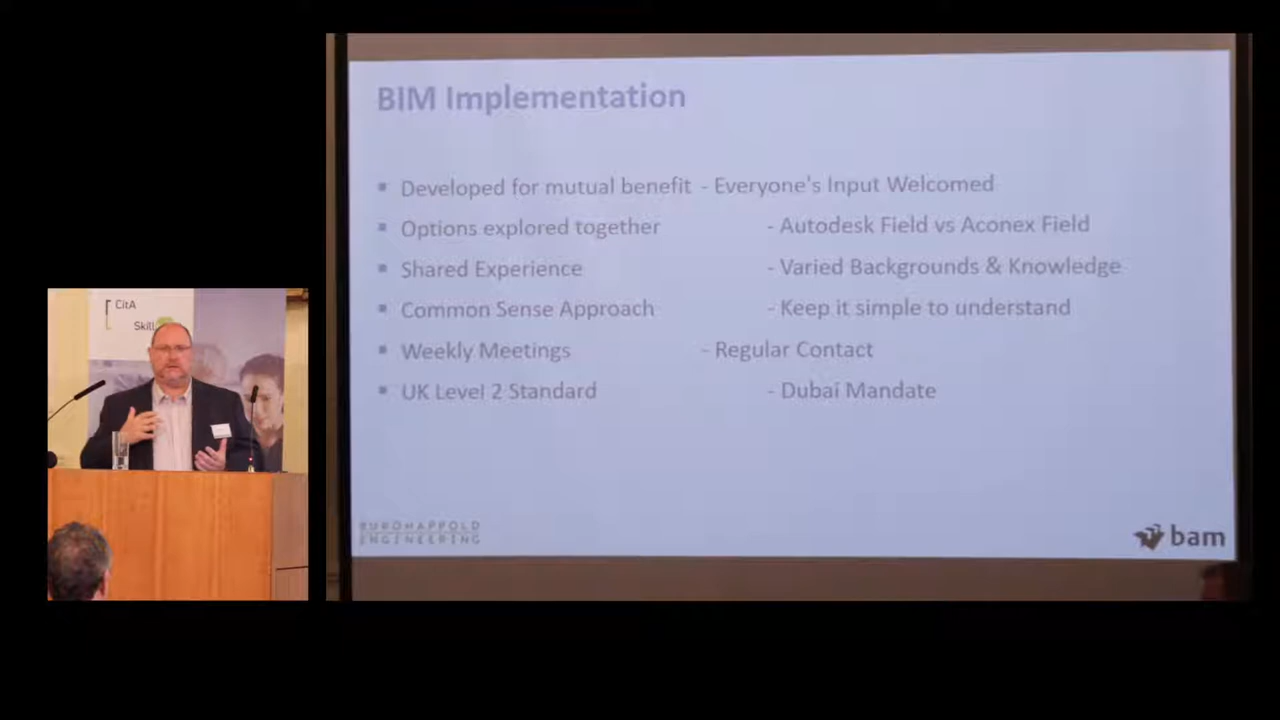 BIM Implementation
▪ Developed for mutual benefit - Everyone's Input Welcomed
▪ Options explored together - Autodesk Field vs Aconex Field
▪ Shared Experience - Varied Backgrounds & Knowledge
▪ Common Sense Approach - Keep it simple to understand
▪ Weekly Meetings - Regular Contact
▪ UK Level 2 Standard - Dubai Mandate
CitA
Skill
BUROHAPPOLD
ENGINEERING
bam